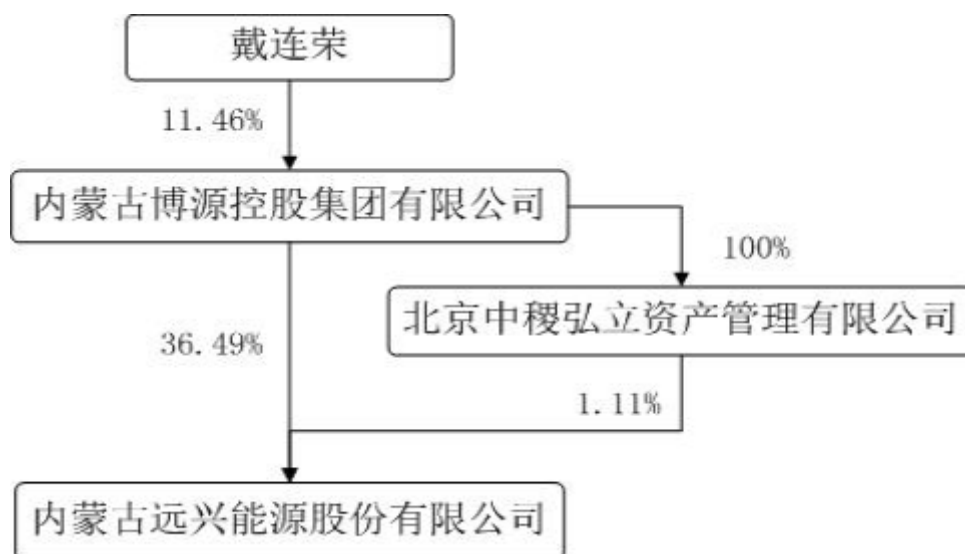 戴连荣
11.46%
内蒙古博源控股集团有限公司
100%
北京中稷弘立资产管理有限公司
36.49%
1.11%
内蒙古远兴能源股份有限公司